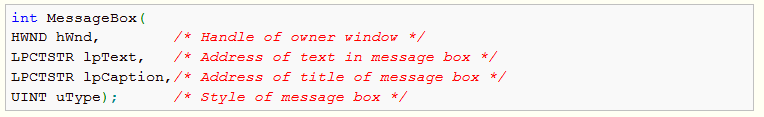 int MessageBox(
HWND hWnd,         /* Handle of owner window */
LPCTSTR lpText,    /* Address of text in message box */
LPCTSTR lpCaption,/* Address of title of message box */
UINT uType);       /* Style of message box */